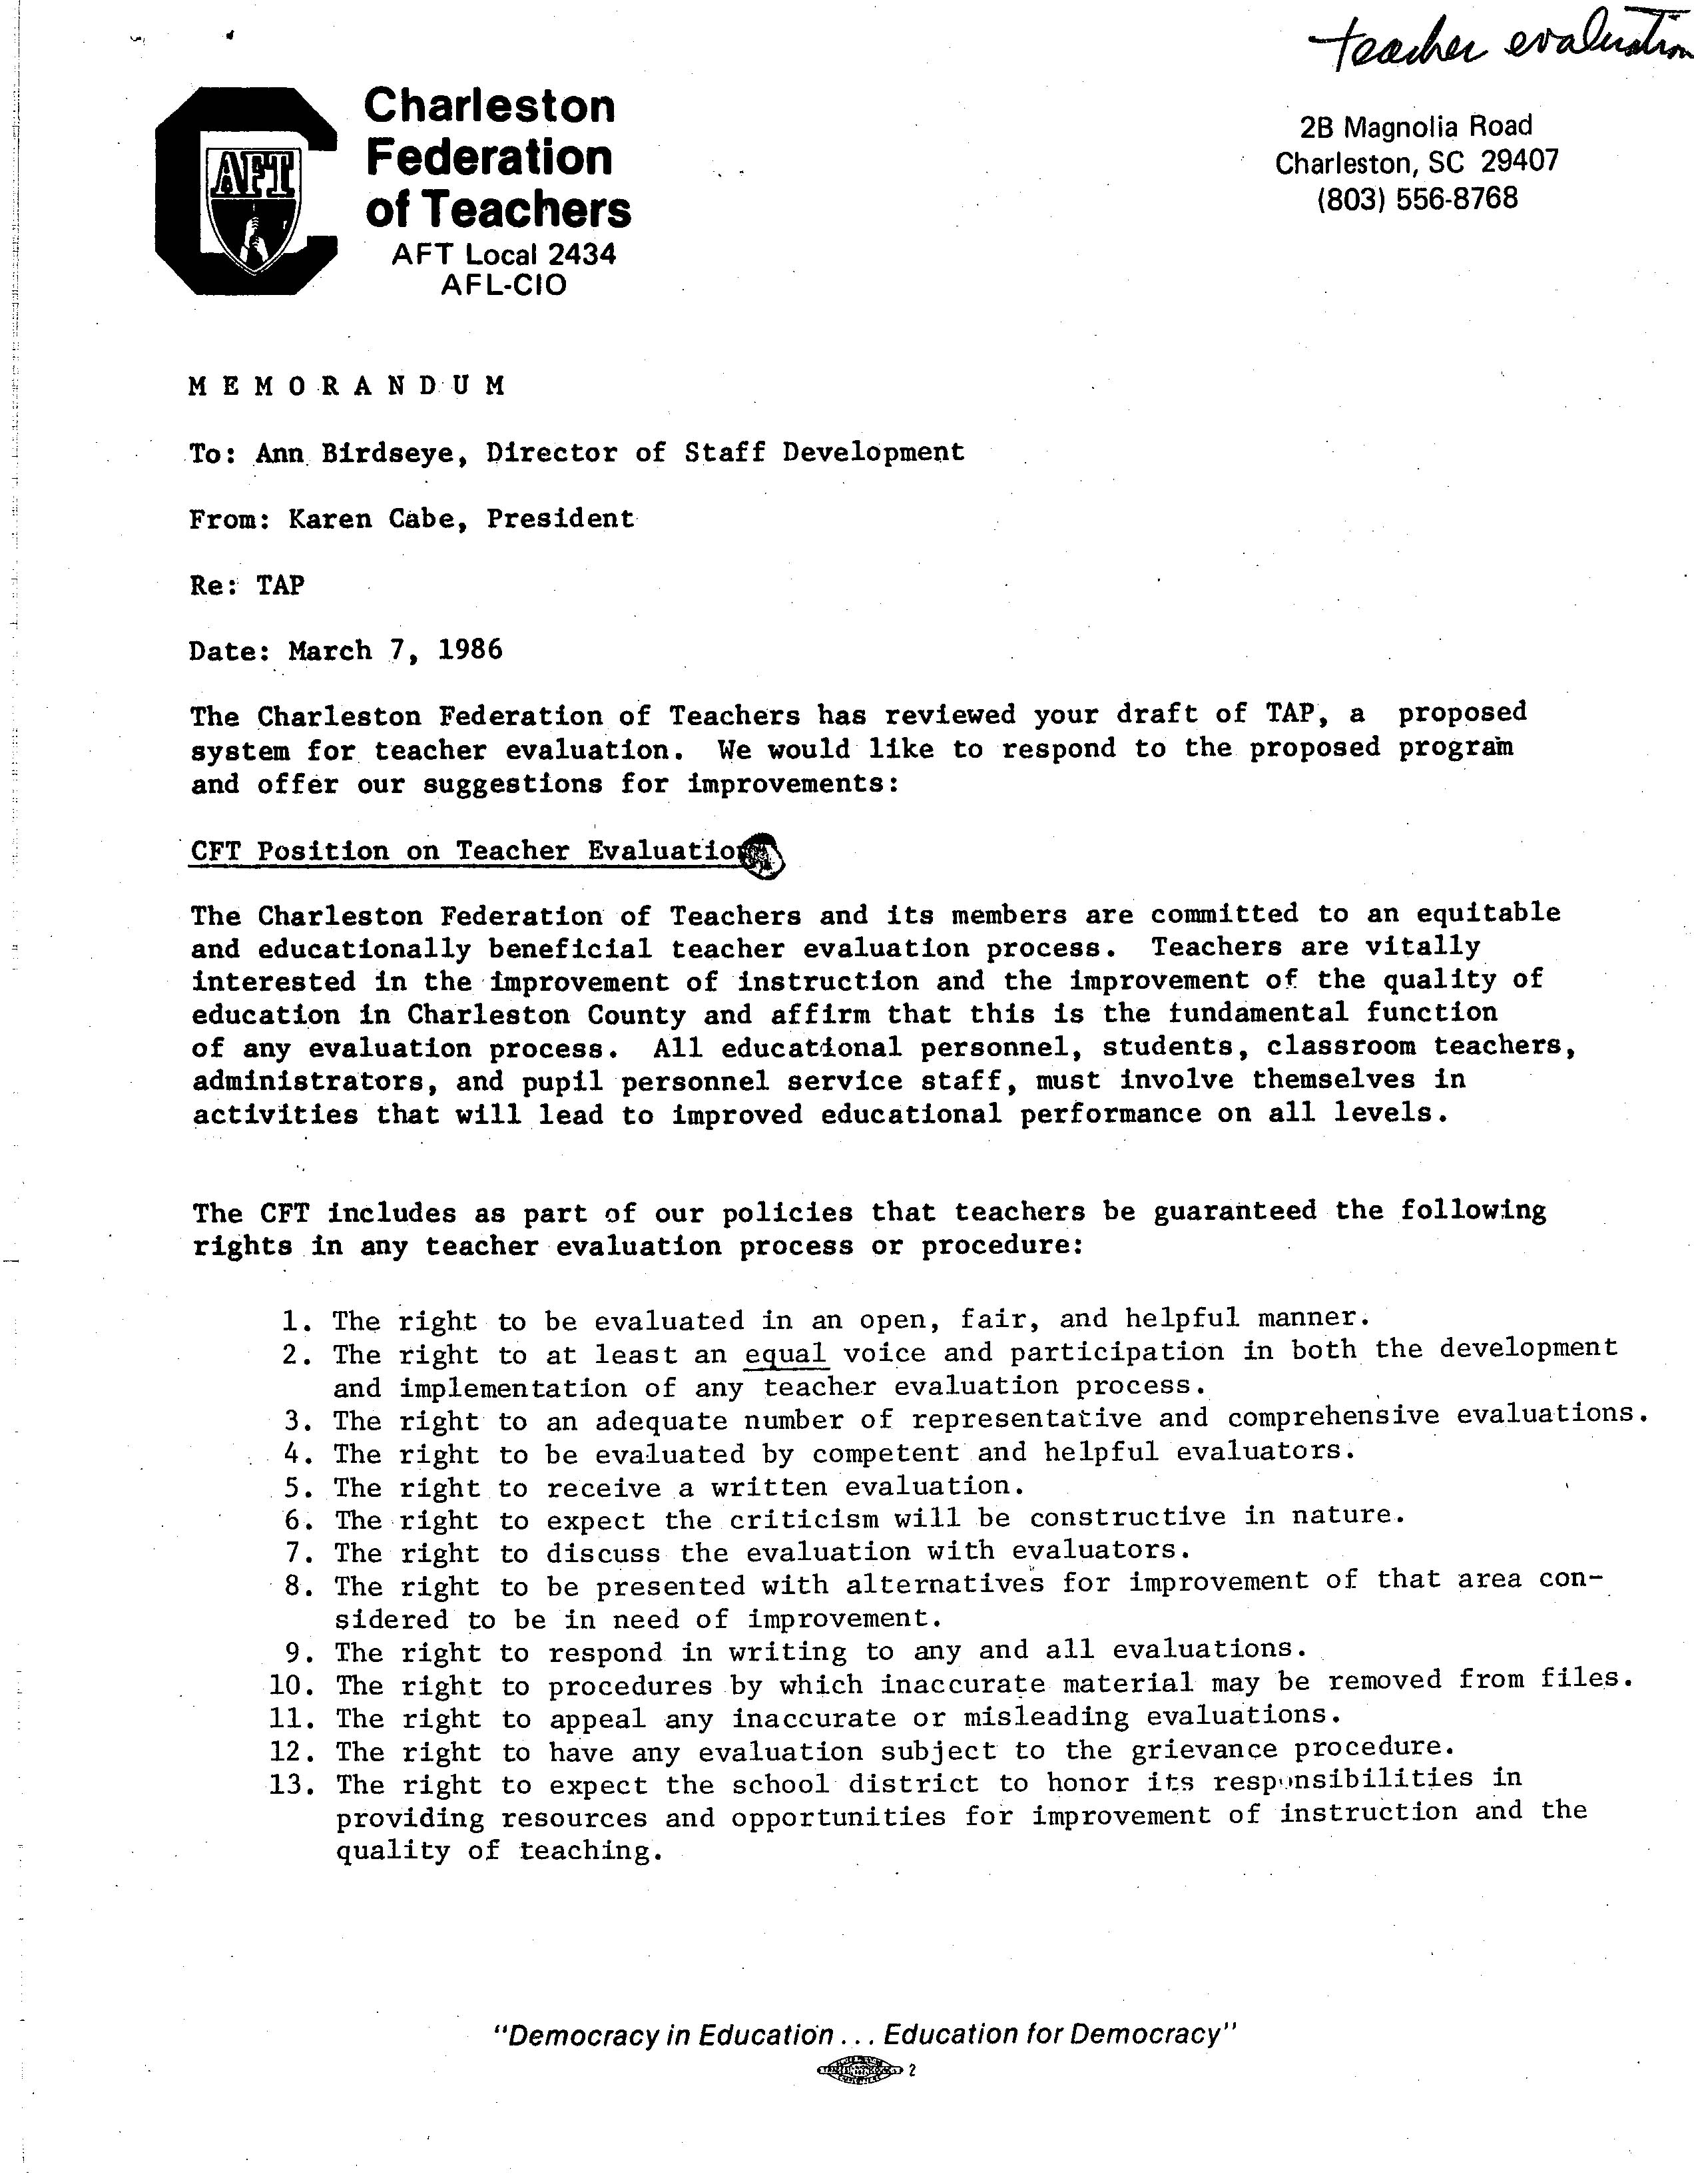 teacher evaluation
AFT
Charleston
Federation
of Teachers
AFT Local 2434
AFL-CIO
2B Magnolia Road
Charleston, SC 29407
(803) 556-8768
M E M O R A N D U M
To: Ann Birdseye, Director of Staff Development
From: Karen Cabe, President
Re: TAP
Date: March 7, 1986
The Charleston Federation of Teachers has reviewed your draft of TAP, a proposed
system for teacher evaluation. We would like to respond to the proposed program
and offer our suggestions for improvements:
CFT Position on Teacher Evaluation
The Charleston Federation of Teachers and its members are committed to an equitable
and educationally beneficial teacher evaluation process. Teachers are vitally
interested in the improvement of instruction and the improvement of the quality of
education in Charleston County and affirm that this is the fundamental function
of any evaluation process. All educational personnel, students, classroom teachers,
administrators, and pupil personnel service staff, must involve themselves in
activities that will lead to improved educational performance on all levels.
The CFT includes as part of our policies that teachers be guaranteed the following
rights in any teacher evaluation process or procedure:
1. The right to be evaluated in an open, fair, and helpful manner.
2. The right to at least an equal voice and participation in both the development
and implementation of any teacher evaluation process.
3. The right to an adequate number of representative and comprehensive evaluations.
4. The right to be evaluated by competent and helpful evaluators.
5. The right to receive a written evaluation.
6. The right to expect the criticism will be constructive in nature.
7. The right to discuss the evaluation with evaluators.
8. The right to be presented with alternatives for improvement of that area con-
sidered to be in need of improvement.
9. The right to respond in writing to any and all evaluations.
10. The right to procedures by which inaccurate material may be removed from files.
11. The right to appeal any inaccurate or misleading evaluations.
12. The right to have any evaluation subject to the grievance procedure.
13. The right to expect the school district to honor its responsibilities in
providing resources and opportunities for improvement of instruction and the
quality of teaching.
"Democracy in Education . . . Education for Democracy"
2